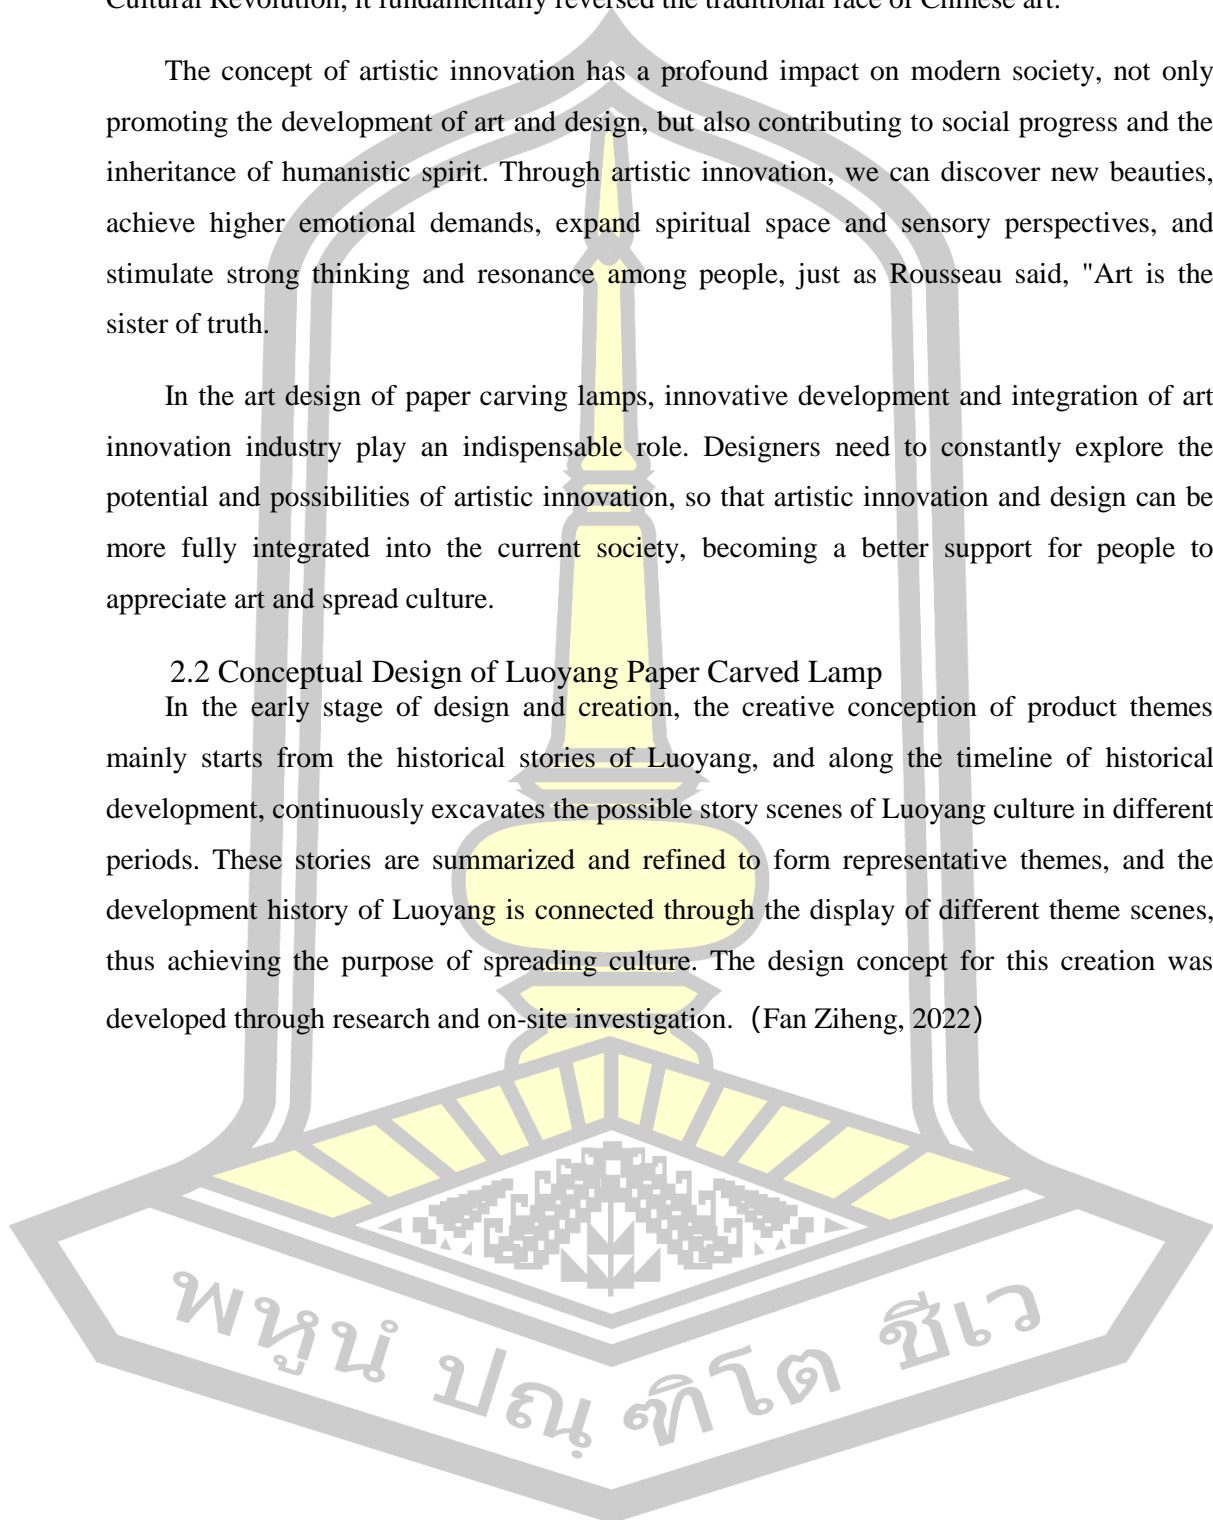 Cultural Revolution, it fundamentally reversed the traditional face of Chinese art.
The concept of artistic innovation has a profound impact on modern society, not only
promoting the development of art and design, but also contributing to social progress and the
inheritance of humanistic spirit. Through artistic innovation, we can discover new beauties,
achieve higher emotional demands, expand spiritual space and sensory perspectives, and
stimulate strong thinking and resonance among people, just as Rousseau said, "Art is the
sister of truth.
In the art design of paper carving lamps, innovative development and integration of art
innovation industry play an indispensable role. Designers need to constantly explore the
potential and possibilities of artistic innovation, so that artistic innovation and design can be
more fully integrated into the current society, becoming a better support for people to
appreciate art and spread culture.
2.2 Conceptual Design of Luoyang Paper Carved Lamp
In the early stage of design and creation, the creative conception of product themes
mainly starts from the historical stories of Luoyang, and along the timeline of historical
development, continuously excavates the possible story scenes of Luoyang culture in different
periods. These stories are summarized and refined to form representative themes, and the
development history of Luoyang is connected through the display of different theme scenes,
thus achieving the purpose of spreading culture. The design concept for this creation was
developed through research and on-site investigation.（Fan Ziheng, 2022）
พหูนํ ปณฺฑิโต ชีเว